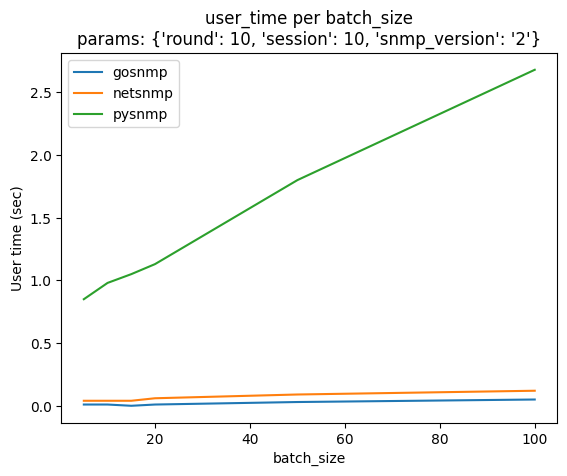 user_time per batch_size
params: {'round': 10, 'session': 10, 'snmp_version': '2'}
gosnmp
netsnmp
pysnmp
2.5
2.0
1.5
1.0
0.5
0.0
User time (sec)
20
40
60
80
100
batch_size